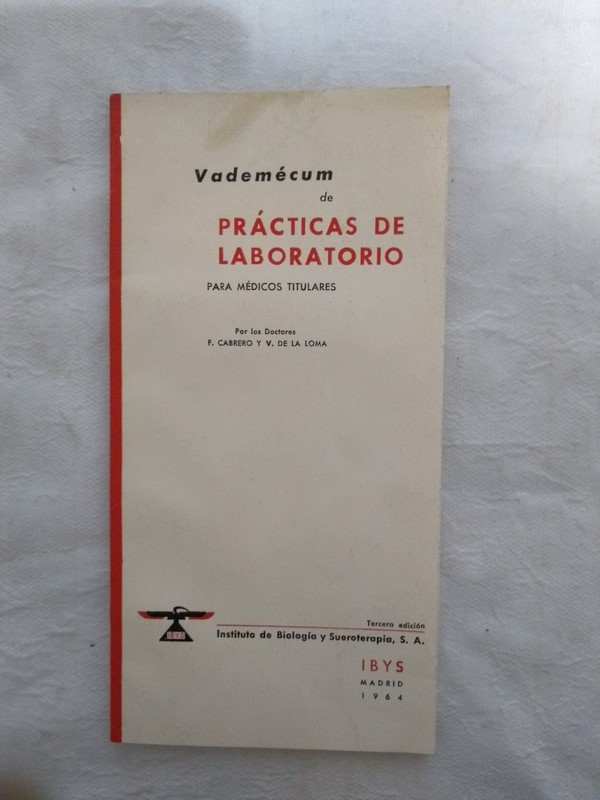 Vademécum
de
PRÁCTICAS DE
LABORATORIO
PARA MÉDICOS TITULARES
Por los Doctores
F. CABRERO Y V. DE LA LOMA
Tercera edición
Instituto de Biología y Sueroterapia, S. A.
IBYS
MADRID
1964